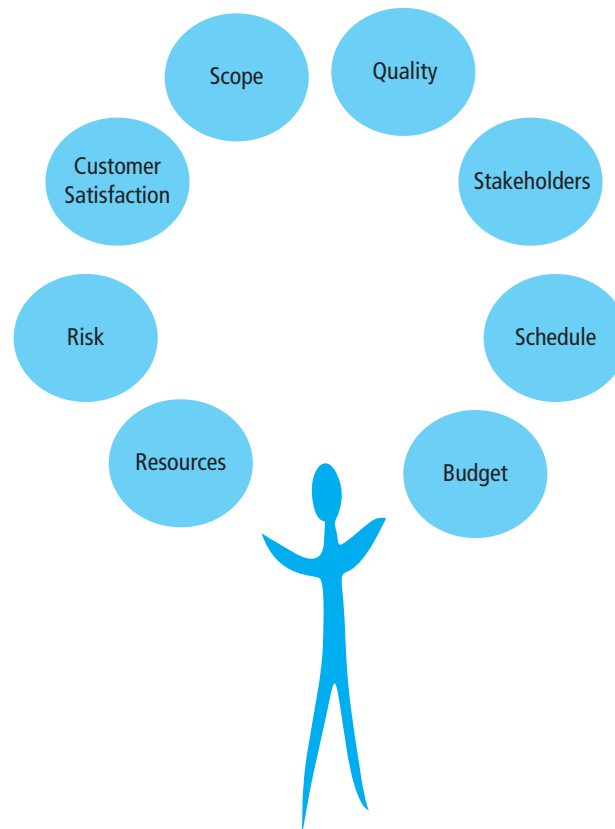 Scope
Quality
Customer
Satisfaction
Stakeholders
Risk
Schedule
Resources
Budget